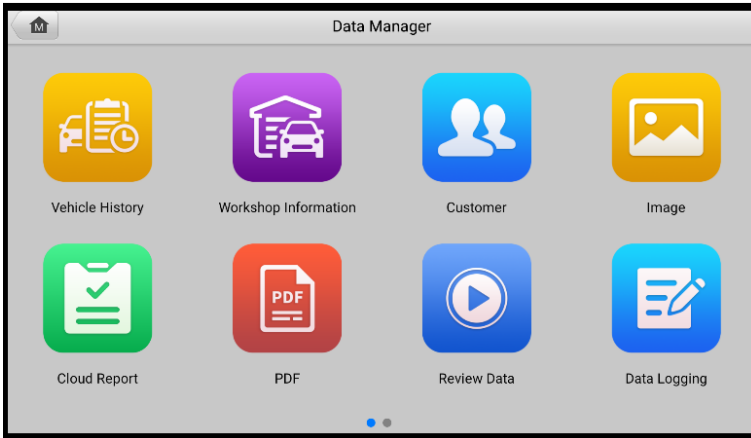 M
Data Manager
Vehicle History
Workshop Information
Customer
Image
PDF
Cloud Report
PDF
Review Data
Data Logging